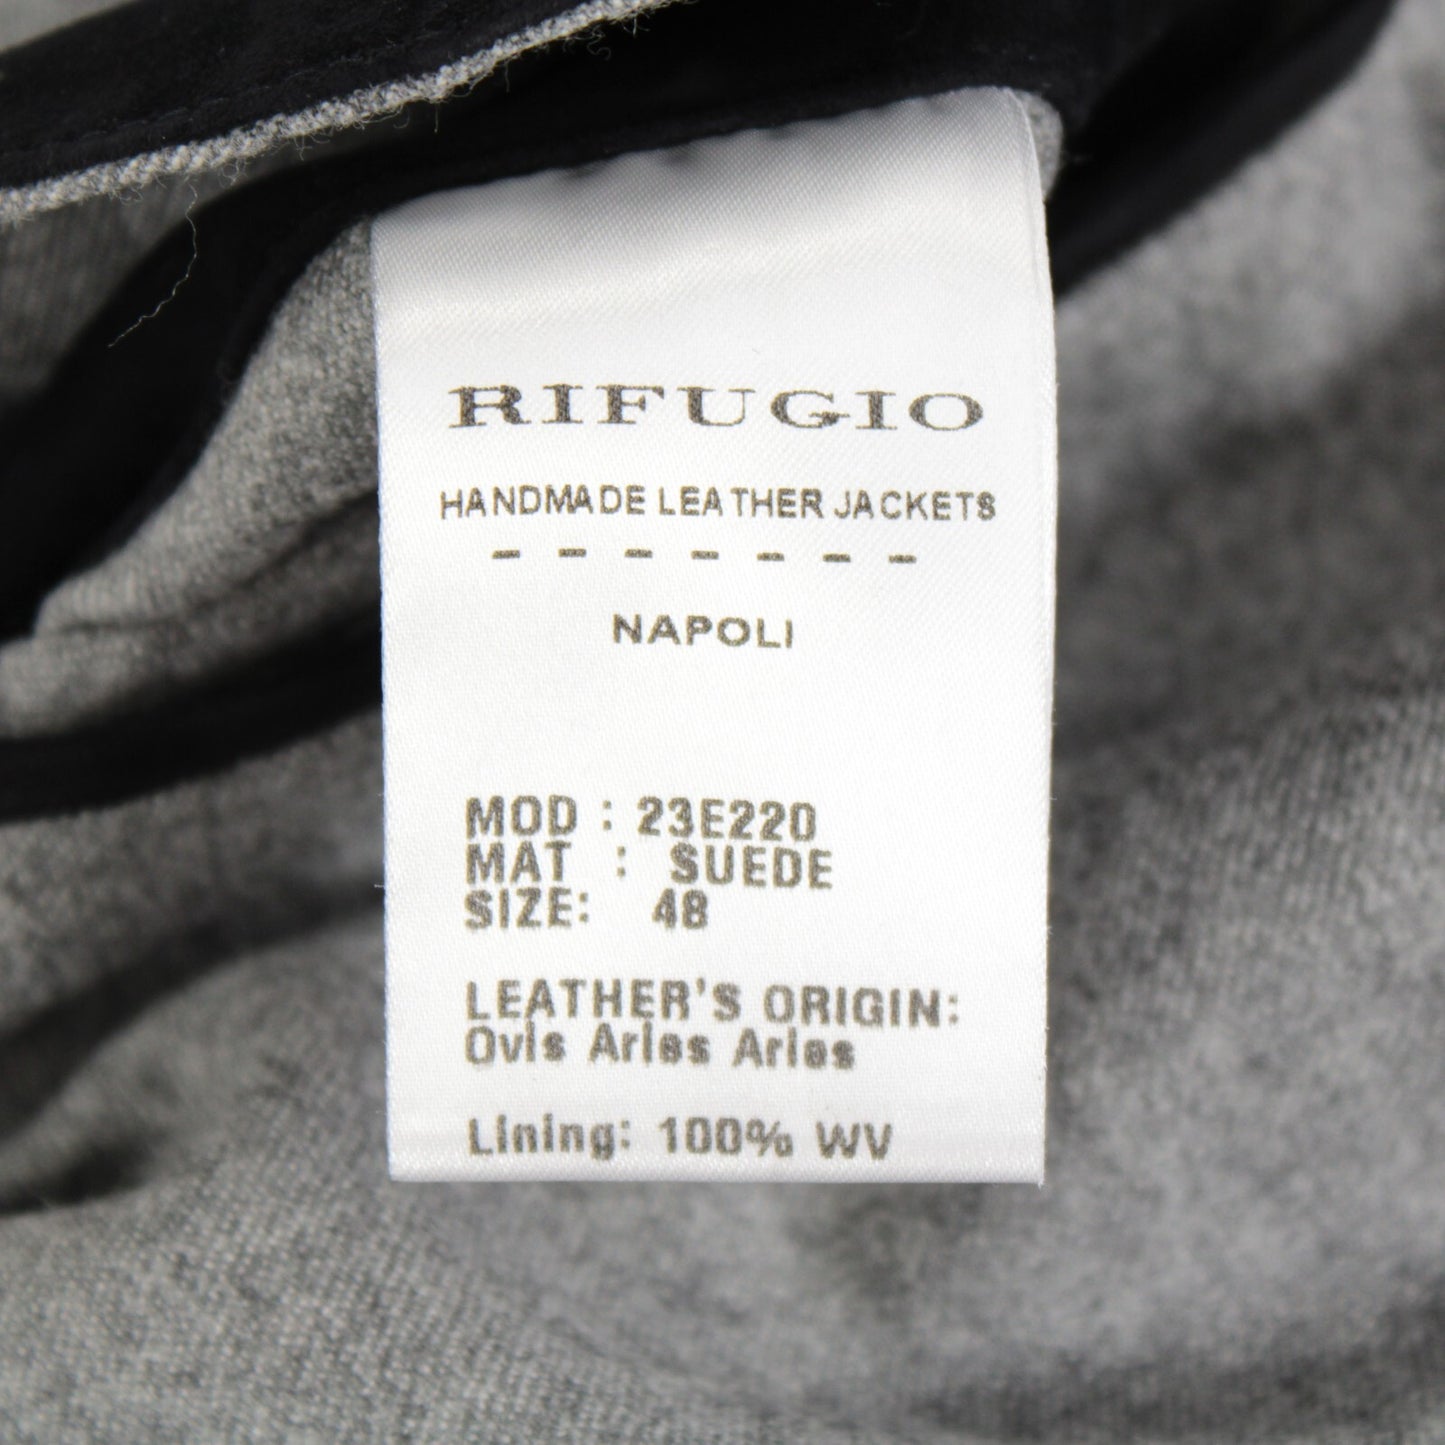 RIFUGIO
HANDMADE LEATHER JACKETS
- - - - - - -
NAPOLI
MOD : 23E220
MAT : SUEDE
SIZE: 48
LEATHER'S ORIGIN:
Ovis Aries Aries
Lining: 100% WV